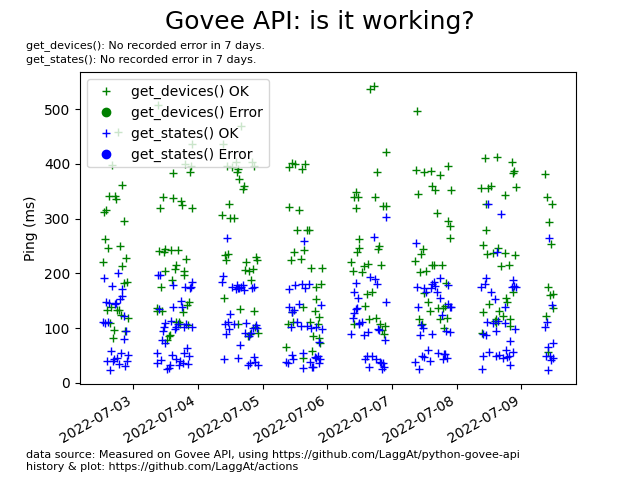 Govee API: is it working?
get_devices(): No recorded error in 7 days.
get_states(): No recorded error in 7 days.
get_devices() OK
get_devices() Error
get_states() OK
get_states() Error
Ping (ms)
500
400
300
200
100
0
2022-07-03
2022-07-04
2022-07-05
2022-07-06
2022-07-07
2022-07-08
2022-07-09
data source: Measured on Govee API, using https://github.com/LaggAt/python-govee-api
history & plot: https://github.com/LaggAt/actions